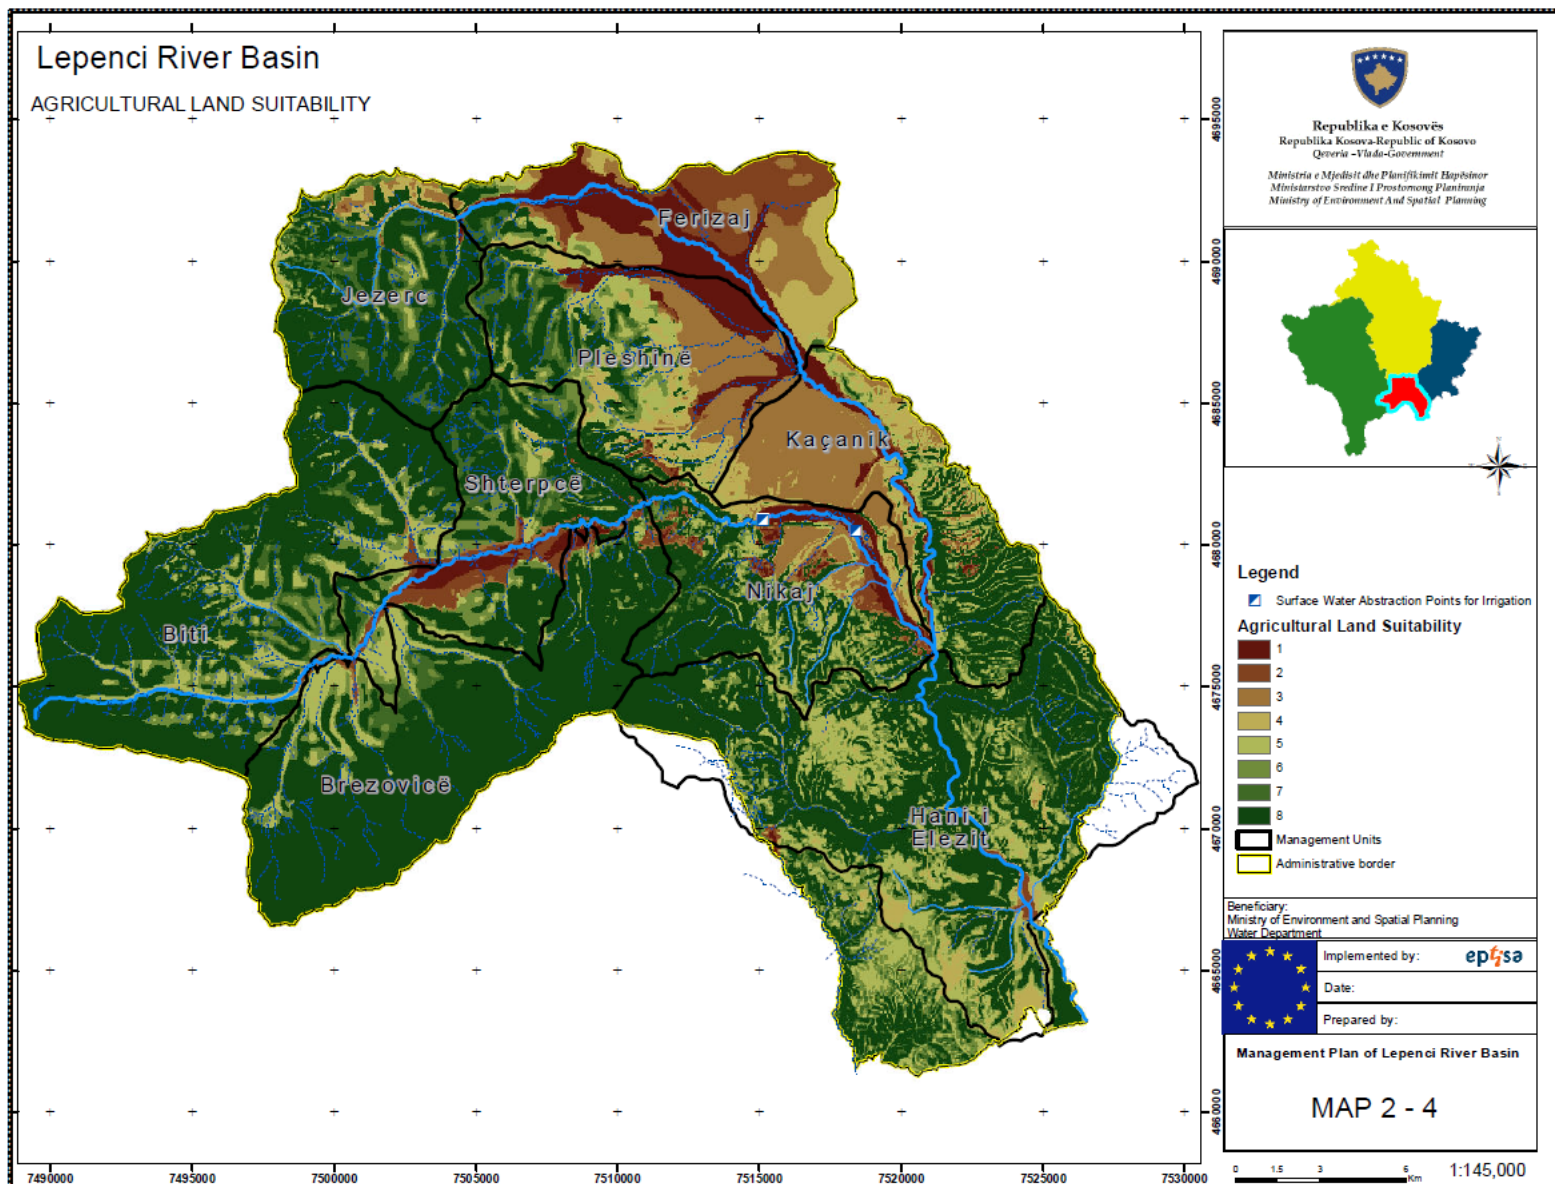 Lepenci River Basin
AGRICULTURAL LAND SUITABILITY
Ferizaj
Jezerc
Pleshinë
Kaçanik
Shterpcë
Nikaj
Biti
Brezovicë
Hani i
Elezit
7490000
7495000
7500000
7505000
7510000
7515000
7520000
7525000
7530000
4695000
4690000
4685000
4680000
4675000
4670000
4665000
4660000
Republika e Kosovës
Republika Kosova-Republic of Kosovo
Qeveria –Vlada-Government
Ministria e Mjedisit dhe Planifikimit Hapësinor
Ministarstvo Sredine I Prostornong Planiranja
Ministry of Environment And Spatial Planning
Legend
Surface Water Abstraction Points for Irrigation
Agricultural Land Suitability
1
2
3
4
5
6
7
8
Management Units
Administrative border
Beneficiary:
Ministry of Environment and Spatial Planning
Water Department
Implemented by:
eptisa
Date:
Prepared by:
Management Plan of Lepenci River Basin
MAP 2 - 4
0 1.5 3 6
Km
1:145,000